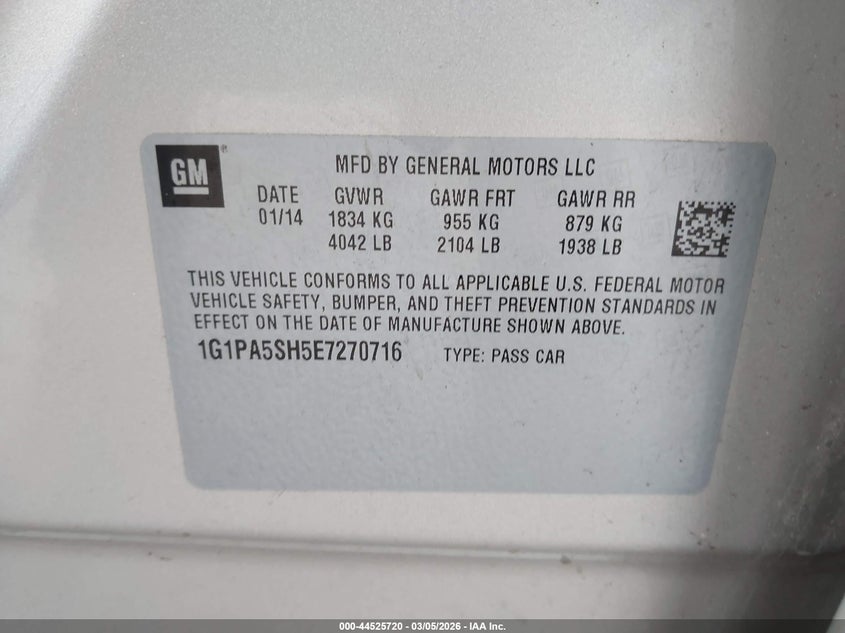 GM ®
MFD BY GENERAL MOTORS LLC
DATE GVWR GAWR FRT GAWR RR
01/14 1834 KG 955 KG 879 KG
4042 LB 2104 LB 1938 LB
THIS VEHICLE CONFORMS TO ALL APPLICABLE U.S. FEDERAL MOTOR
VEHICLE SAFETY, BUMPER, AND THEFT PREVENTION STANDARDS IN
EFFECT ON THE DATE OF MANUFACTURE SHOWN ABOVE.
1G1PA5SH5E7270716 TYPE: PASS CAR
000-44525720 - 03/05/2026 - IAA Inc.